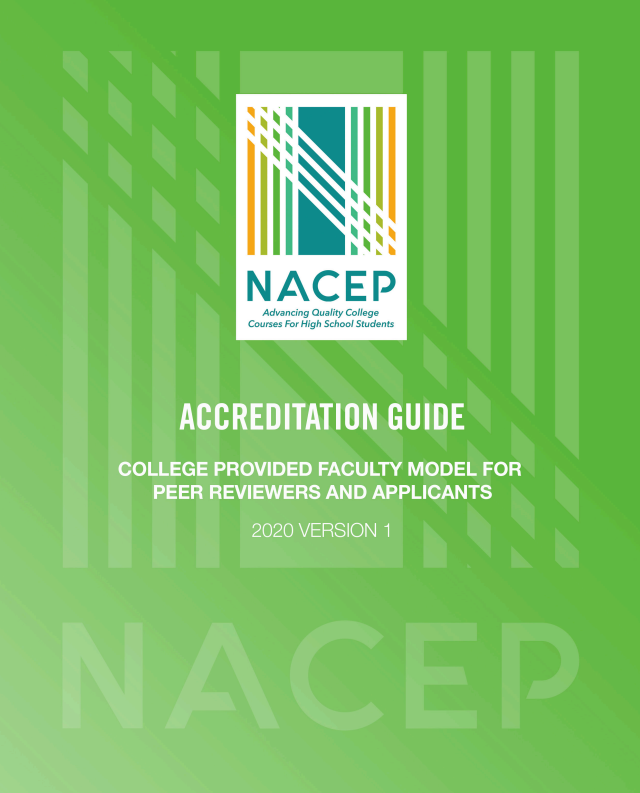 NACEP
Advancing Quality College
Courses For High School Students
ACCREDITATION GUIDE
COLLEGE PROVIDED FACULTY MODEL FOR
PEER REVIEWERS AND APPLICANTS
2020 VERSION 1
NACEP